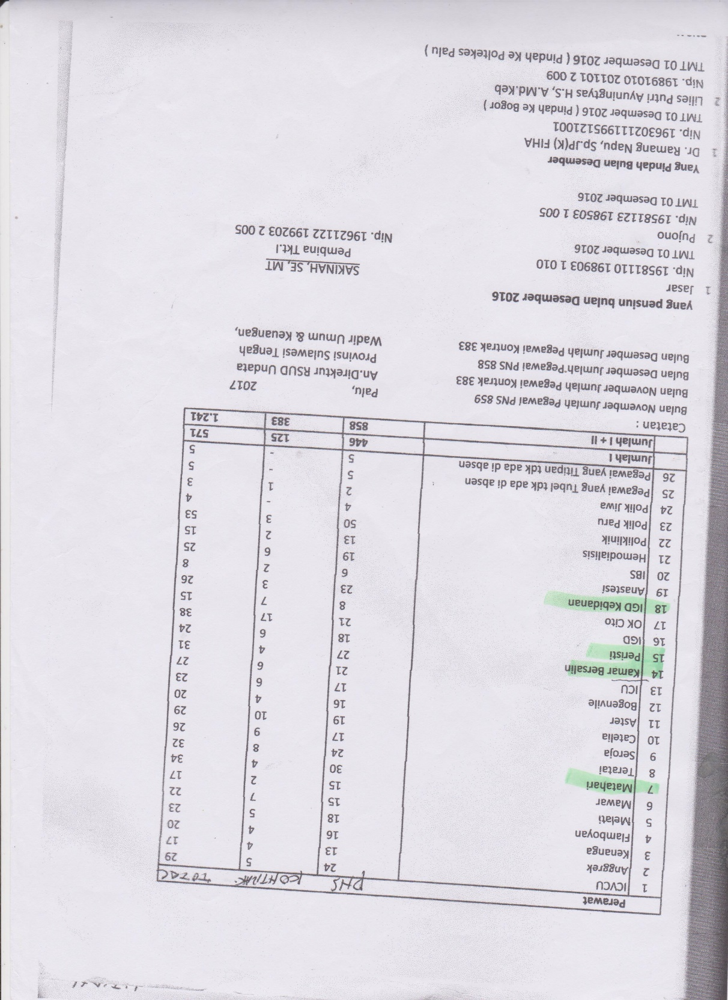 Perawat PNS KONTRAK TOTAL
1 ICVCU 24 5 29
2 Anggrek 13 4 17
3 Kenanga 16 4 20
4 Flamboyan 18 5 23
5 Melati 15 7 22
6 Mawar 15 2 17
7 Matahari 30 4 34
8 Teratai 24 8 32
9 Seroja 17 9 26
10 Catelia 19 10 29
11 Aster 16 4 20
12 Bogenvile 17 6 23
13 ICU 21 6 27
14 Kamar Bersalin 27 4 31
15 Peristi 18 6 24
16 IGD 21 17 38
17 OK Cito 8 7 15
18 IGD Kebidanan 23 3 26
19 Anastesi 6 2 8
20 IBS 19 6 25
21 Hemodialisis 13 2 15
22 Poliklinik 50 3 53
23 Polik Paru 4 - 4
24 Polik Jiwa 2 1 3
25 Pegawai yang Tubel tdk ada di absen 5 - 5
26 Pegawai yang Titipan tdk ada di absen 5 - 5
Jumlah I 446 125 571
Jumlah I + II 858 383 1.241
Catatan :
Bulan November Jumlah Pegawai PNS 859
Bulan November Jumlah Pegawai Kontrak 383
Bulan Desember Jumlah Pegawai PNS 858
Bulan Desember Jumlah Pegawai Kontrak 383
Palu, 2017
An.Direktur RSUD Undata
Provinsi Sulawesi Tengah
Wadir Umum & Keuangan,
SAKINAH, SE, MT
Pembina Tkt.I
Nip. 19621122 199203 2 005
yang pensiun bulan Desember 2016
1 Jasar
Nip. 19581110 198903 1 010
TMT 01 Desember 2016
2 Pujono
Nip. 19581123 198503 1 005
TMT 01 Desember 2016
Yang Pindah Bulan Desember
1 Dr. Ramang Napu, Sp.JP(K) FIHA
Nip. 196302111995121001
TMT 01 Desember 2016 ( Pindah Ke Bogor )
2 Lilies Putri Ayuningtyas H.S, A.Md.Keb
Nip. 19891010 201101 2 009
TMT 01 Desember 2016 ( Pindah Ke Poltekes Palu )